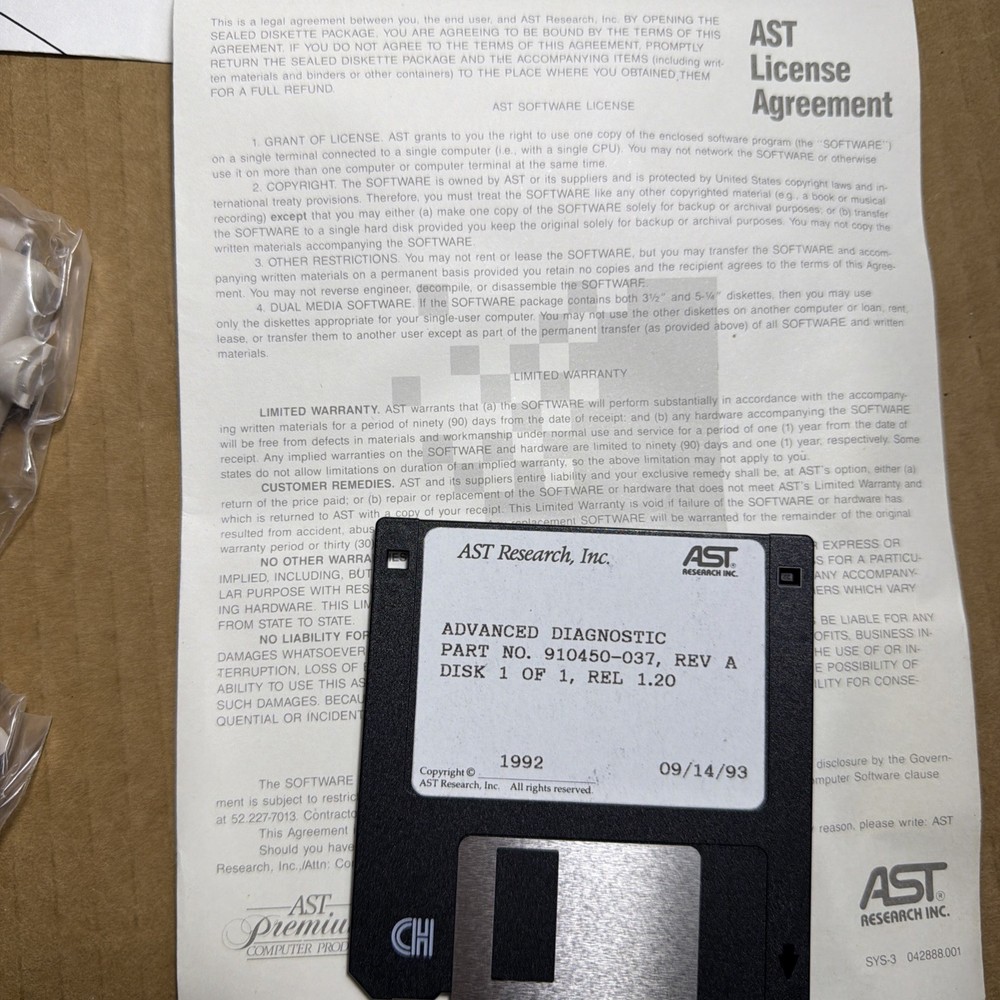 This is a legal agreement between you, the end user, and AST Research, Inc. BY OPENING THE
SEALED DISKETTE PACKAGE, YOU ARE AGREEING TO BE BOUND BY THE TERMS OF THIS
AGREEMENT. IF YOU DO NOT AGREE TO THE TERMS OF THIS AGREEMENT, PROMPTLY
RETURN THE SEALED DISKETTE PACKAGE AND THE ACCOMPANYING ITEMS (including writ-
ten materials and binders or other containers) TO THE PLACE WHERE YOU OBTAINED THEM
FOR A FULL REFUND.
AST
License
Agreement
AST SOFTWARE LICENSE
1. GRANT OF LICENSE. AST grants to you the right to use one copy of the enclosed software program (the "SOFTWARE")
on a single terminal connected to a single computer (i.e., with a single CPU). You may not network the SOFTWARE or otherwise
use it on more than one computer or computer terminal at the same time.
2. COPYRIGHT. The SOFTWARE is owned by AST or its suppliers and is protected by United States copyright laws and in-
ternational treaty provisions. Therefore, you must treat the SOFTWARE like any other copyrighted material (e.g., a book or musical
recording) except that you may either (a) make one copy of the SOFTWARE solely for backup or archival purposes; or (b) transfer
the SOFTWARE to a single hard disk provided you keep the original solely for backup or archival purposes. You may not copy the
written materials accompanying the SOFTWARE.
3. OTHER RESTRICTIONS. You may not rent or lease the SOFTWARE, but you may transfer the SOFTWARE and accom-
panying written materials on a permanent basis provided you retain no copies and the recipient agrees to the terms of this Agree-
ment. You may not reverse engineer, decompile, or disassemble the SOFTWARE.
4. DUAL MEDIA SOFTWARE. If the SOFTWARE package contains both 3½" and 5-¼" diskettes, then you may use
only the diskettes appropriate for your single-user computer. You may not use the other diskettes on another computer or loan, rent,
lease, or transfer them to another user except as part of the permanent transfer (as provided above) of all SOFTWARE and written
materials.
LIMITED WARRANTY
LIMITED WARRANTY. AST warrants that (a) the SOFTWARE will perform substantially in accordance with the accompany-
ing written materials for a period of ninety (90) days from the date of receipt: and (b) any hardware accompanying the SOFTWARE
will be free from defects in materials and workmanship under normal use and service for a period of one (1) year from the date of
receipt. Any implied warranties on the SOFTWARE and hardware are limited to ninety (90) days and one (1) year, respectively. Some
states do not allow limitations on duration of an implied warranty, so the above limitation may not apply to you.
CUSTOMER REMEDIES. AST and its suppliers entire liability and your exclusive remedy shall be, at AST's option, either (a)
return of the price paid; or (b) repair or replacement of the SOFTWARE or hardware that does not meet AST's Limited Warranty and
which is returned to AST with a copy of your receipt. This Limited Warranty is void if failure of the SOFTWARE or hardware has
resulted from accident, abus placement SOFTWARE will be warranted for the remainder of the original
warranty period or thirty (30)
NO OTHER WARRA R EXPRESS OR
IMPLIED, INCLUDING, BUT SS FOR A PARTICU-
LAR PURPOSE WITH RES ANY ACCOMPANY-
ING HARDWARE. THIS LIM ERS WHICH VARY
FROM STATE TO STATE.
NO LIABILITY FOR BE LIABLE FOR ANY
DAMAGES WHATSOEVER OFITS, BUSINESS IN-
TERRUPTION, LOSS OF HE USE OF OR IN-
ABILITY TO USE THIS AS E POSSIBILITY OF
SUCH DAMAGES. BECAU ILITY FOR CONSE-
QUENTIAL OR INCIDENT
The SOFTWARE disclosure by the Govern-
ment is subject to restric mputer Software clause
at 52.227-7013. Contracto
This Agreement
Should you have reason, please write: AST
Research, Inc./Attn: Co
AST
Premiu
COMPUTER PROD
AST®
RESEARCH INC.
SYS-3 042888.001
AST Research, Inc.
AST®
RESEARCH INC.
ADVANCED DIAGNOSTIC
PART NO. 910450-037, REV A
DISK 1 OF 1, REL 1.20
Copyright © 1992 09/14/93
AST Research, Inc. All rights reserved.